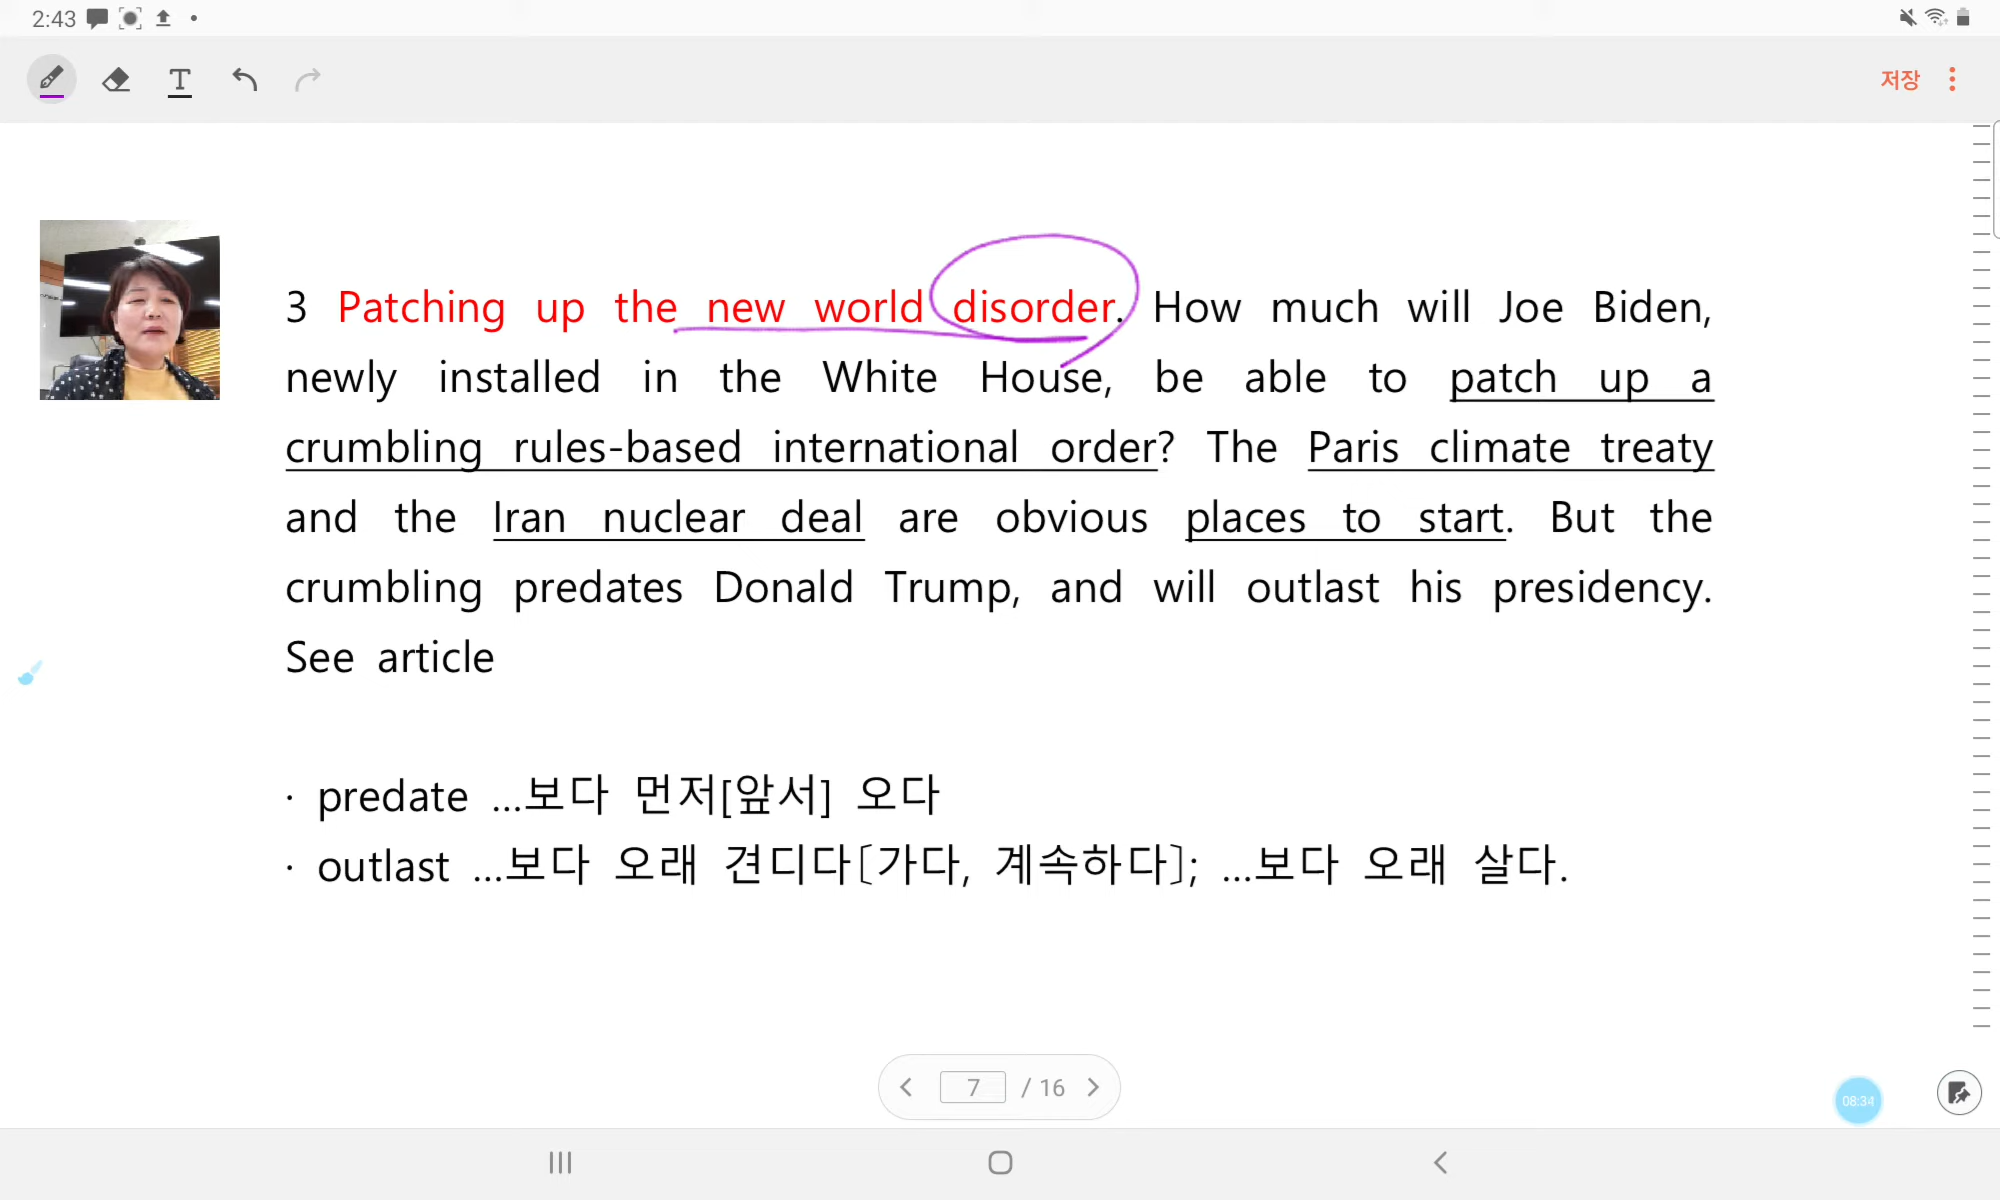 2:43
저장
3 Patching up the new world disorder. How much will Joe Biden,
newly installed in the White House, be able to patch up a
crumbling rules-based international order? The Paris climate treaty
and the Iran nuclear deal are obvious places to start. But the
crumbling predates Donald Trump, and will outlast his presidency.
See article
· predate ...보다 먼저[앞서] 오다
· outlast ...보다 오래 견디다〔가다, 계속하다〕; ...보다 오래 살다.
7 / 16
08:34